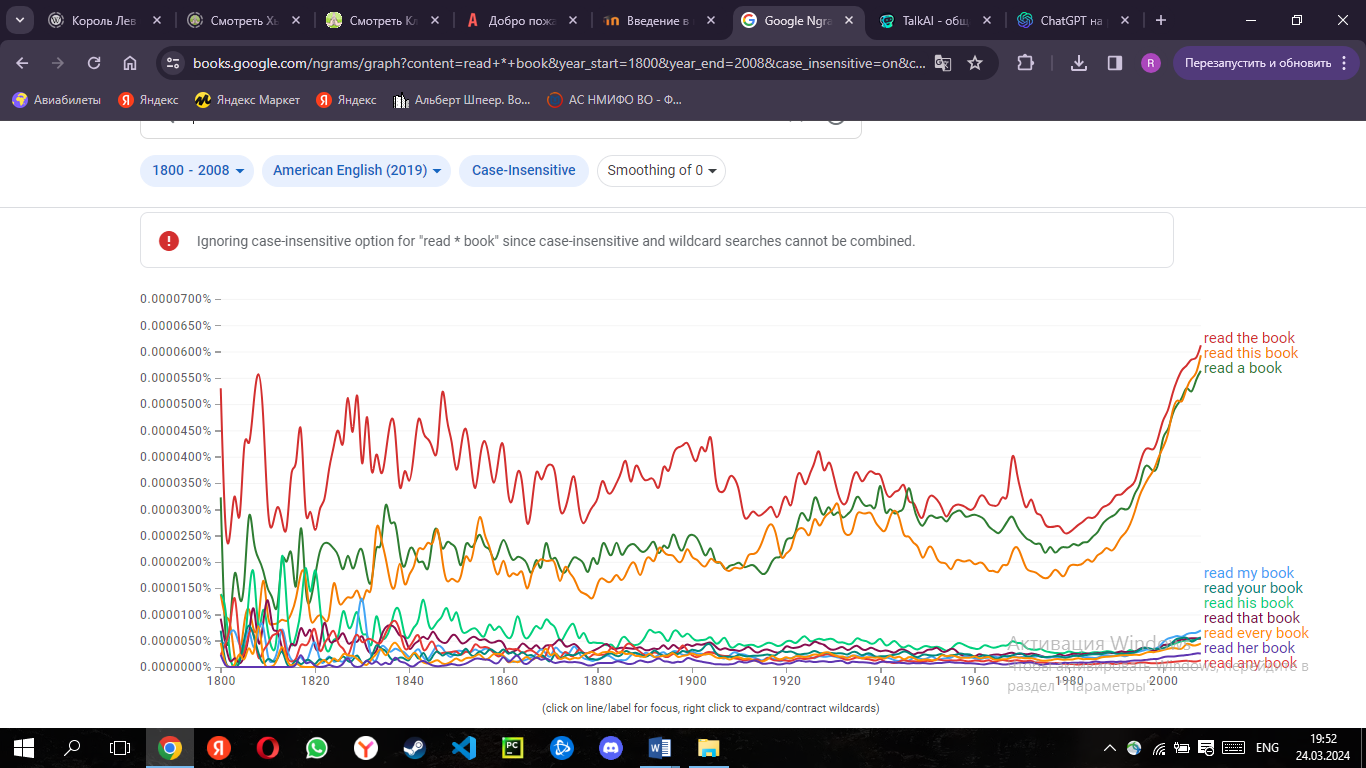 Король Лев
Смотреть Хь
Смотреть Кл
Добро пожа
Введение в
Google Ngra
TalkAI - общ
ChatGPT на
books.google.com/ngrams/graph?content=read+*+book&year_start=1800&year_end=2008&case_insensitive=on&c...
R
Перезапустить и обновить
Авиабилеты
Яндекс
Яндекс Маркет
Яндекс
Альберт Шпеер. Во...
АС НМИФО ВО - Ф...
1800 - 2008
American English (2019)
Case-Insensitive
Smoothing of 0
Ignoring case-insensitive option for "read * book" since case-insensitive and wildcard searches cannot be combined.
0.0000700%
0.0000650%
0.0000600%
0.0000550%
0.0000500%
0.0000450%
0.0000400%
0.0000350%
0.0000300%
0.0000250%
0.0000200%
0.0000150%
0.0000100%
0.0000050%
0.0000000%
read the book
read this book
read a book
read my book
read your book
read his book
read that book
read every book
read her book
read any book
1800 1820 1840 1860 1880 1900 1920 1940 1960 1980 2000
(click on line/label for focus, right click to expand/contract wildcards)
Активация Windows
Чтобы активировать Windows, перейдите в
раздел "Параметры".
ENG
19:52
24.03.2024